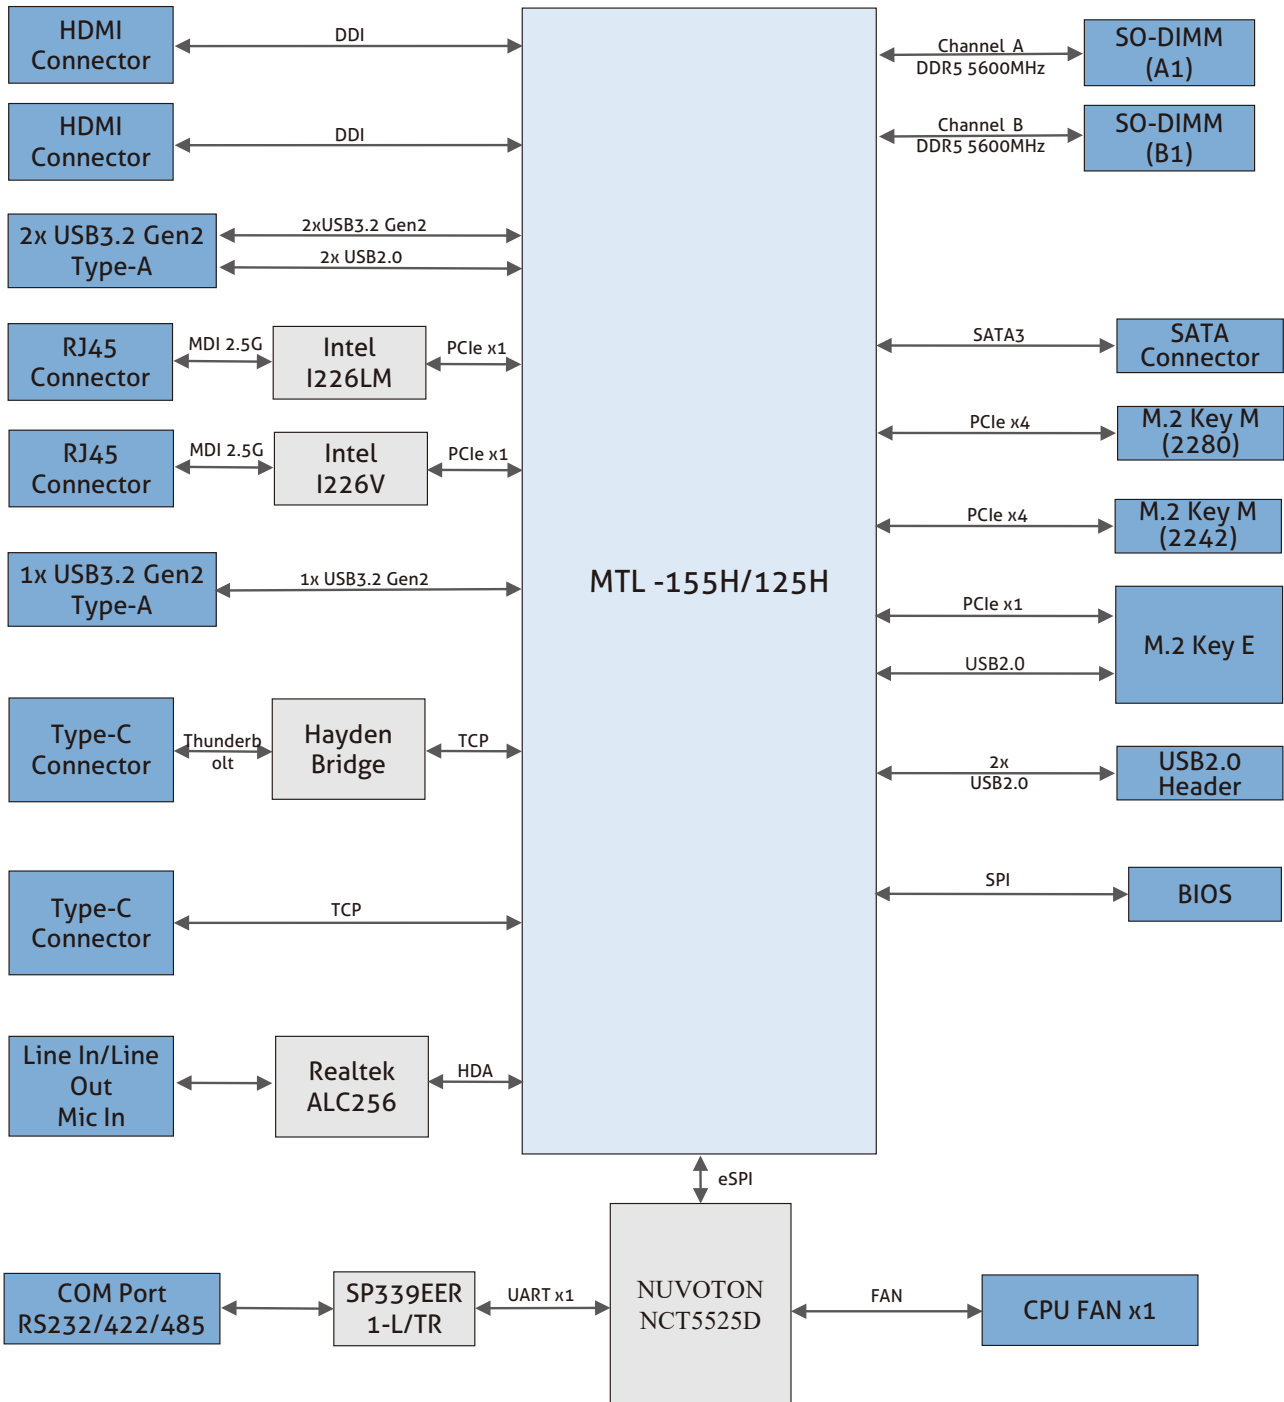 HDMI
Connector
DDI
HDMI
Connector
DDI
2x USB3.2 Gen2
Type-A
2xUSB3.2 Gen2
2x USB2.0
RJ45
Connector
MDI 2.5G
Intel
I226LM
PCIe x1
RJ45
Connector
MDI 2.5G
Intel
I226V
PCIe x1
1x USB3.2 Gen2
Type-A
1x USB3.2 Gen2
Type-C
Connector
Thunderb
olt
Hayden
Bridge
TCP
Type-C
Connector
TCP
Line In/Line
Out
Mic In
Realtek
ALC256
HDA
MTL -155H/125H
Channel A
DDR5 5600MHz
SO-DIMM
(A1)
Channel B
DDR5 5600MHz
SO-DIMM
(B1)
SATA3
SATA
Connector
PCIe x4
M.2 Key M
(2280)
PCIe x4
M.2 Key M
(2242)
PCIe x1
USB2.0
M.2 Key E
2x
USB2.0
USB2.0
Header
SPI
BIOS
eSPI
COM Port
RS232/422/485
SP339EER
1-L/TR
UART x1
NUVOTON
NCT5525D
FAN
CPU FAN x1